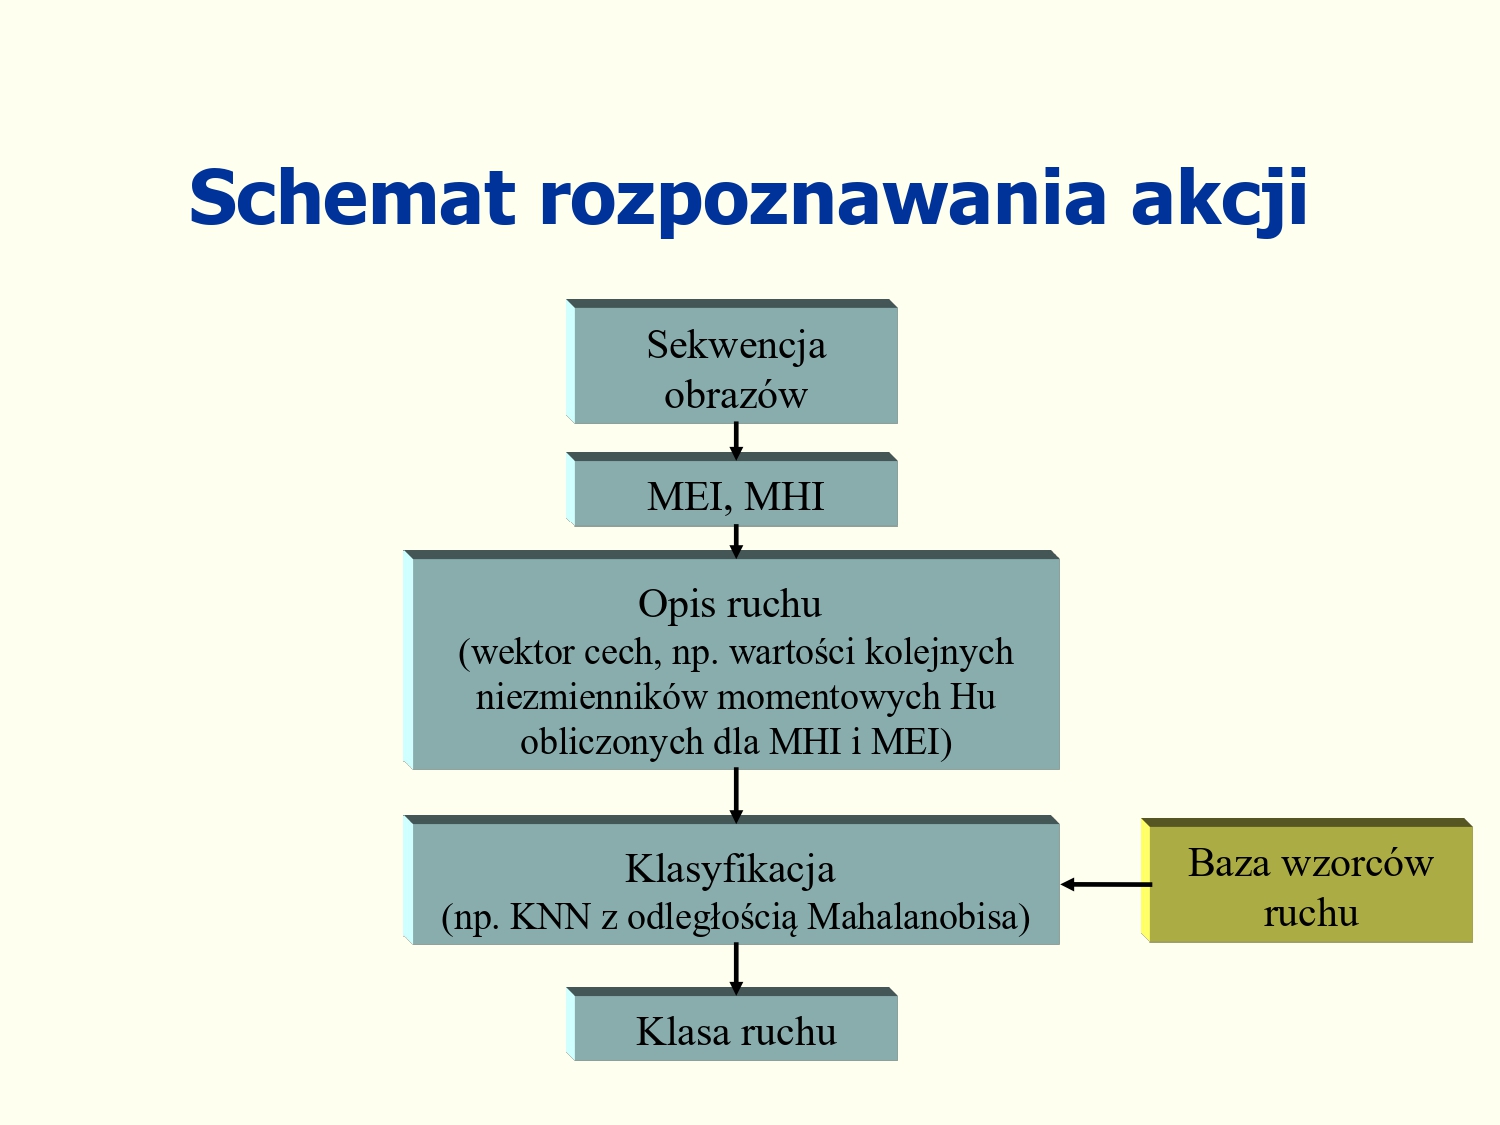 Schemat rozpoznawania akcji
Sekwencja
obrazów
MEI, MHI
Opis ruchu
(wektor cech, np. wartości kolejnych
niezmienników momentowych Hu
obliczonych dla MHI i MEI)
Klasyfikacja
(np. KNN z odległością Mahalanobisa)
Baza wzorców
ruchu
Klasa ruchu